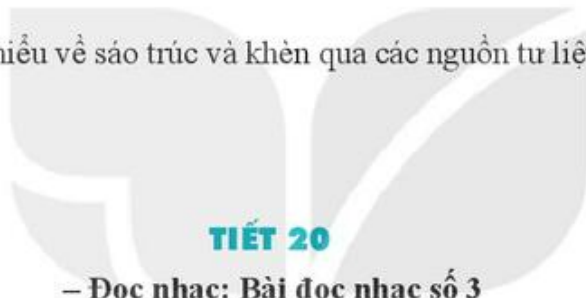 hiểu về sáo trúc và khèn qua các nguồn tư liệ
TIẾT 20
– Đọc nhạc: Bài đọc nhạc số 3